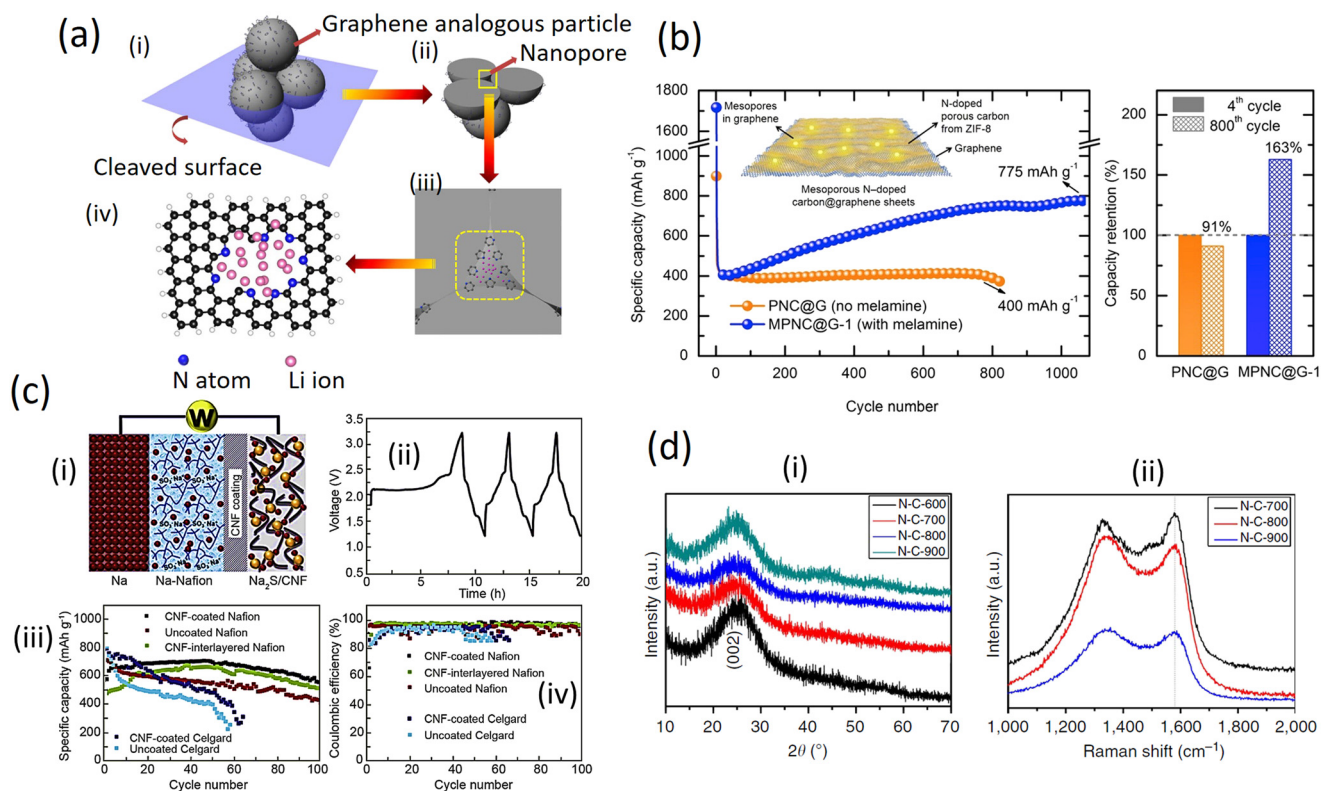 (a)
(i)
Graphene analogous particle
(ii)
Nanopore
Cleaved surface
(iii)
(iv)
N atom
Li ion
(b)
Specific capacity (mAh g⁻¹)
1800
1600
1000
800
600
400
200
0
0
200
400
600
800
1000
Cycle number
Mesopores
in graphene
N-doped
porous carbon
from ZIF-8
Graphene
Mesoporous N–doped
carbon@graphene sheets
775 mAh g⁻¹
400 mAh g⁻¹
PNC@G (no melamine)
MPNC@G-1 (with melamine)
Capacity retention (%)
200
150
100
50
0
4th cycle
800th cycle
163%
91%
PNC@G
MPNC@G-1
(c)
(i)
W
SO₃⁻Na⁺
SO₃⁻Na⁺
SO₃⁻Na⁺
SO₃⁻Na⁺
CNF coating
Na
Na-Nafion
Na₂S/CNF
(ii)
Voltage (V)
3.5
3.0
2.5
2.1
1.5
1.0
0.5
0
5
10
15
20
Time (h)
(iii)
Specific capacity (mAh g⁻¹)
1000
800
600
400
200
0
0
20
40
60
80
100
Cycle number
CNF-coated Nafion
Uncoated Nafion
CNF-interlayered Nafion
CNF-coated Celgard
Uncoated Celgard
(iv)
Coulombic efficiency (%)
100
80
60
40
20
0
0
20
40
60
80
100
Cycle number
CNF-coated Nafion
CNF-interlayered Nafion
Uncoated Nafion
CNF-coated Celgard
Uncoated Celgard
(d)
(i)
Intensity (a.u.)
N-C-600
N-C-700
N-C-800
N-C-900
(002)
10
20
30
40
50
60
70
2θ (°)
(ii)
Intensity (a.u.)
N-C-700
N-C-800
N-C-900
1,000
1,200
1,400
1,600
1,800
2,000
Raman shift (cm⁻¹)